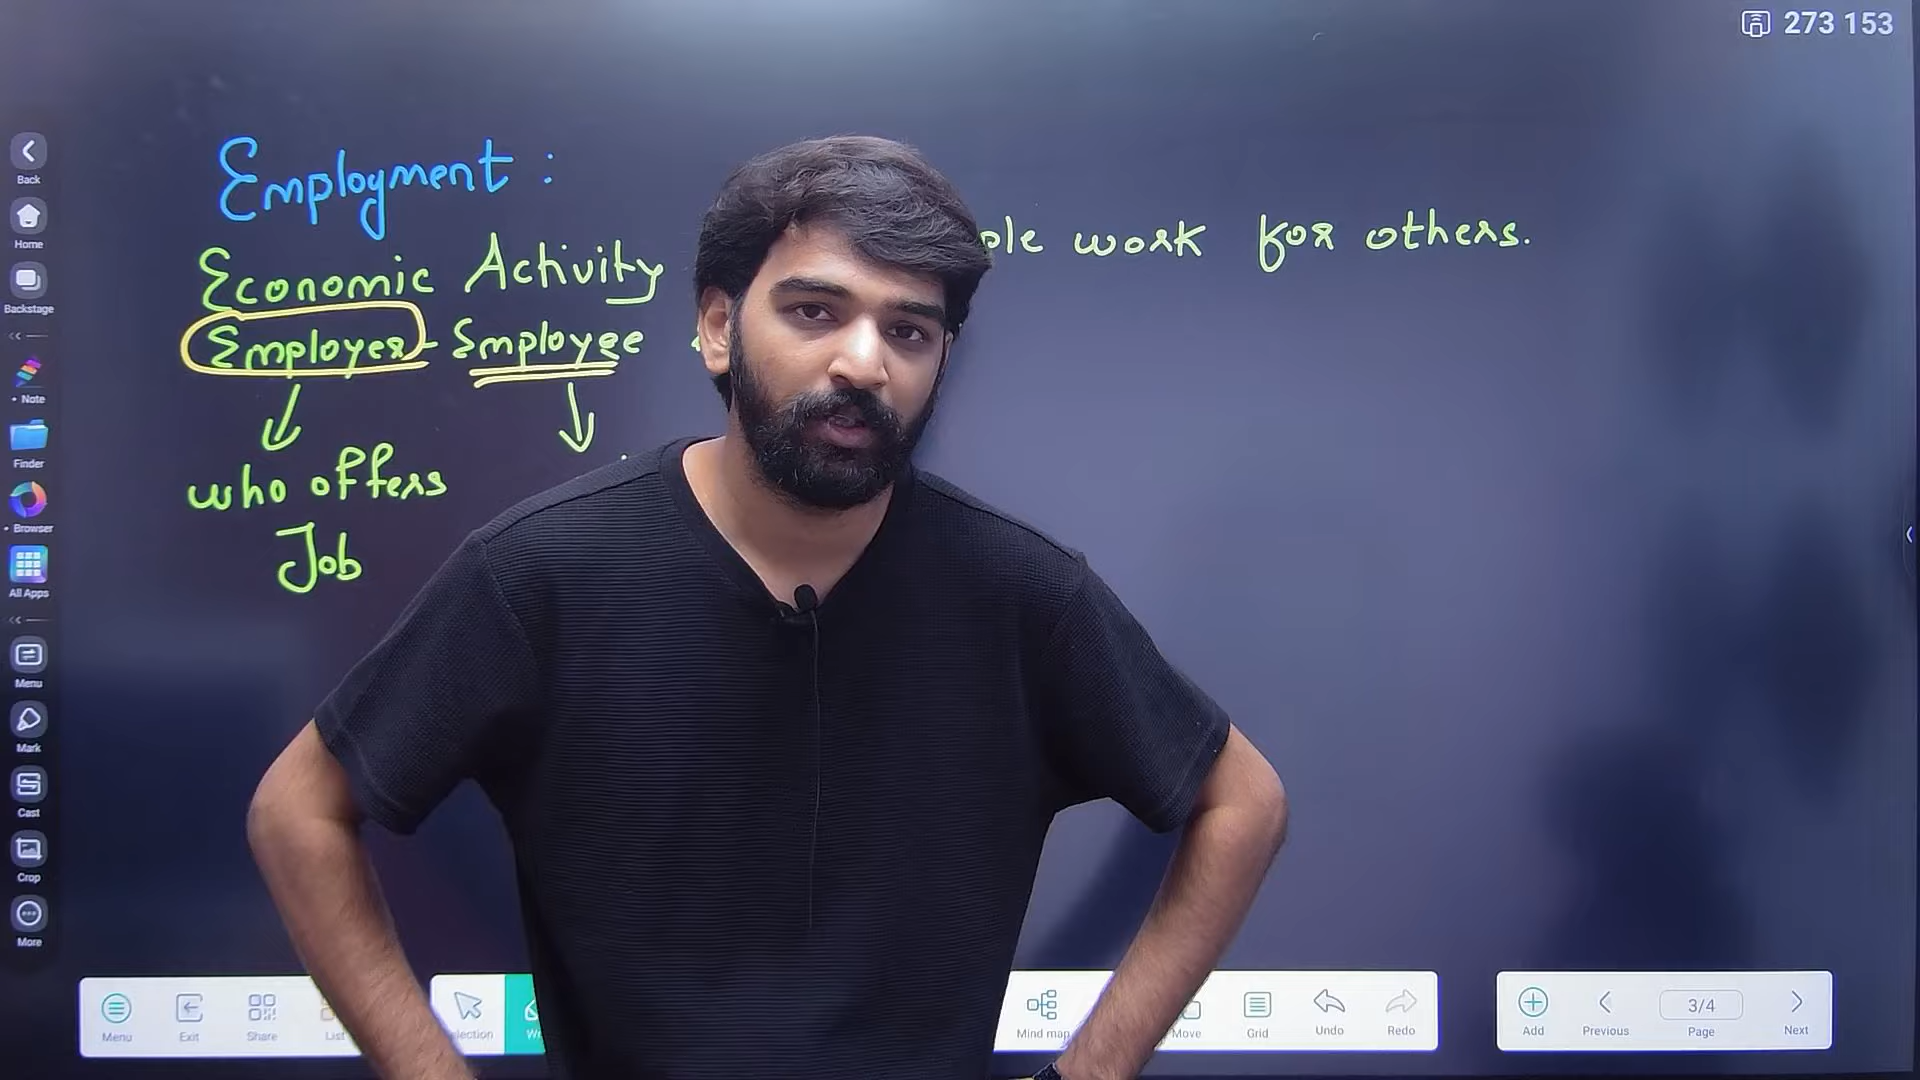 273 153
Employment :
Economic Activity
work for others.
Employer - Employee
who offers
Job
Back
Home
Backstage
Note
Finder
Browser
All Apps
Menu
Mark
Cast
Crop
More
Menu Exit Share List Mind map Move Grid Undo Redo Add Previous Page Next
3/4